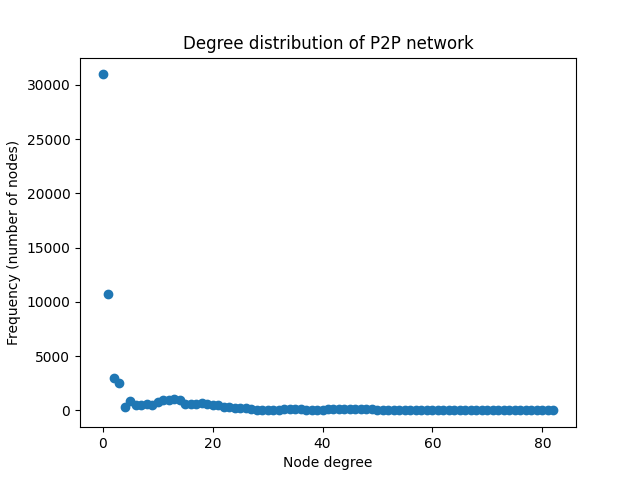 Degree distribution of P2P network
Frequency (number of nodes)
30000
25000
20000
15000
10000
5000
0
0 20 40 60 80
Node degree